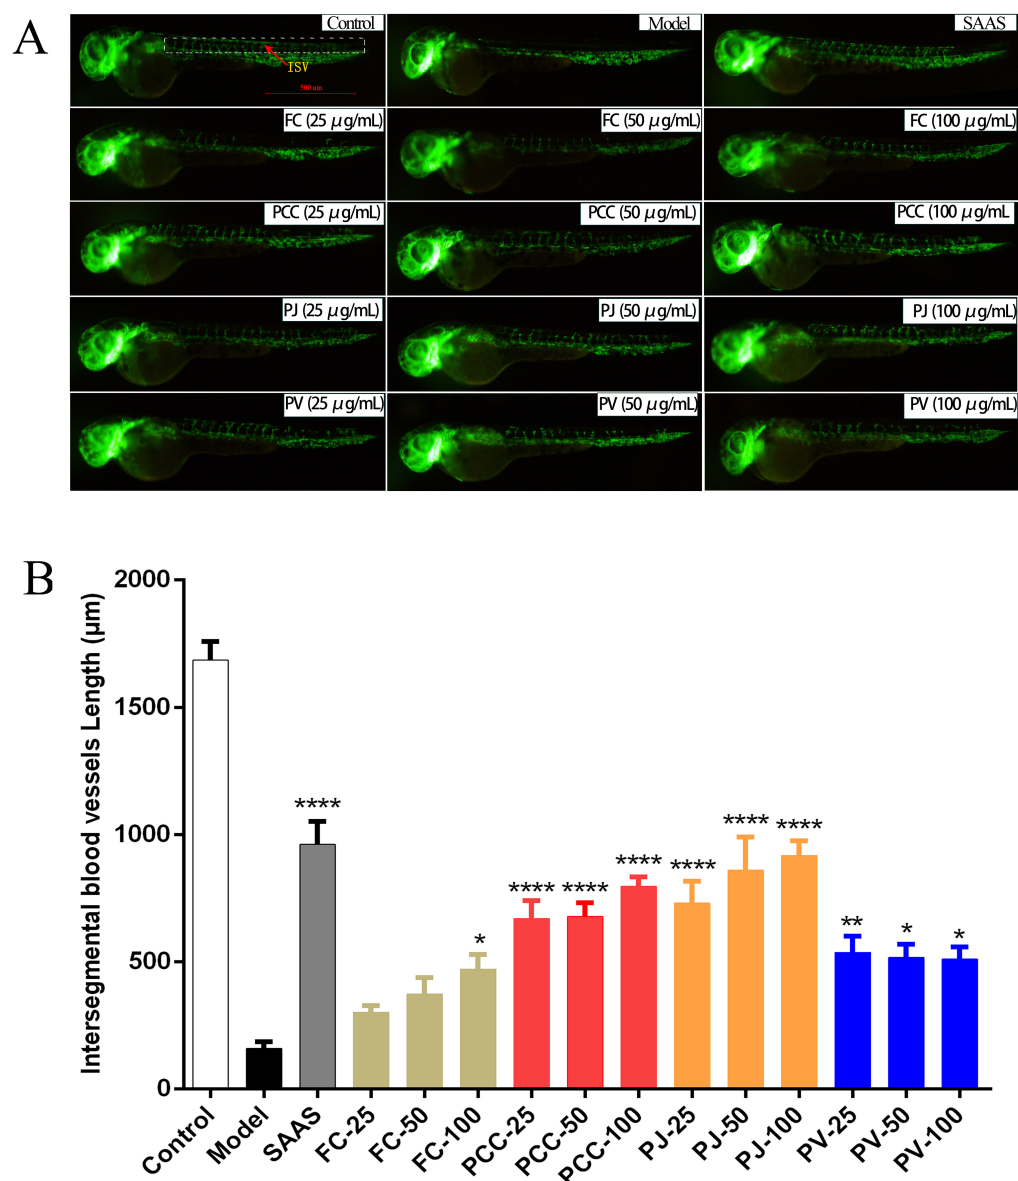 A
Control
Model
SAAS
ISV
500 um
FC (25 μg/mL)
FC (50 μg/mL)
FC (100 μg/mL)
PCC (25 μg/mL)
PCC (50 μg/mL)
PCC (100 μg/mL
PJ (25 μg/mL)
PJ (50 μg/mL)
PJ (100 μg/mL)
PV (25 μg/mL)
PV (50 μg/mL)
PV (100 μg/mL)
B
Intersegmental blood vessels Length (μm)
2000
1500
1000
500
0
****
*
****
****
****
****
****
****
**
*
*
Control
Model
SAAS
FC-25
FC-50
FC-100
PCC-25
PCC-50
PCC-100
PJ-25
PJ-50
PJ-100
PV-25
PV-50
PV-100